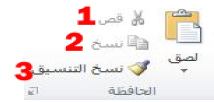 قص 1
نسخ 2
نسخ التنسيق 3
لصق
الحافظة